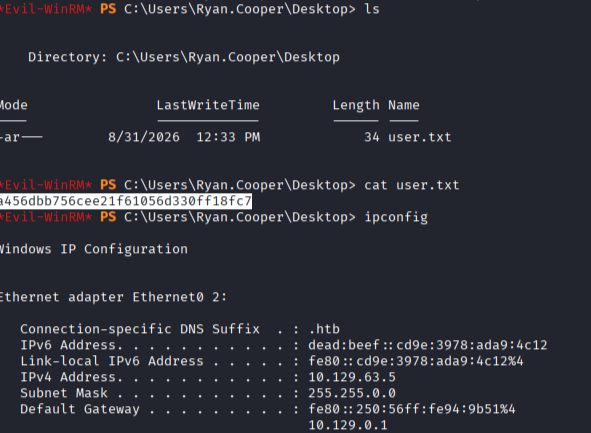 *Evil-WinRM* PS C:\Users\Ryan.Cooper\Desktop> ls
Directory: C:\Users\Ryan.Cooper\Desktop
Mode LastWriteTime Length Name
-ar--- 8/31/2026 12:33 PM 34 user.txt
*Evil-WinRM* PS C:\Users\Ryan.Cooper\Desktop> cat user.txt
a456dbb756cee21f61056d330ff18fc7
*Evil-WinRM* PS C:\Users\Ryan.Cooper\Desktop> ipconfig
Windows IP Configuration
Ethernet adapter Ethernet0 2:
Connection-specific DNS Suffix . : .htb
IPv6 Address. . . . . . . . . . . : dead:beef::cd9e:3978:ada9:4c12
Link-local IPv6 Address . . . . . : fe80::cd9e:3978:ada9:4c12%4
IPv4 Address. . . . . . . . . . . : 10.129.63.5
Subnet Mask . . . . . . . . . . . : 255.255.0.0
Default Gateway . . . . . . . . . : fe80::250:56ff:fe94:9b51%4
10.129.0.1